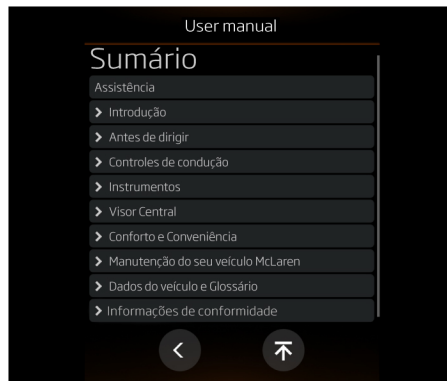 User manual
Sumário
Assistência
Introdução
Antes de dirigir
Controles de condução
Instrumentos
Visor Central
Conforto e Conveniência
Manutenção do seu veículo McLaren
Dados do veículo e Glossário
Informações de conformidade